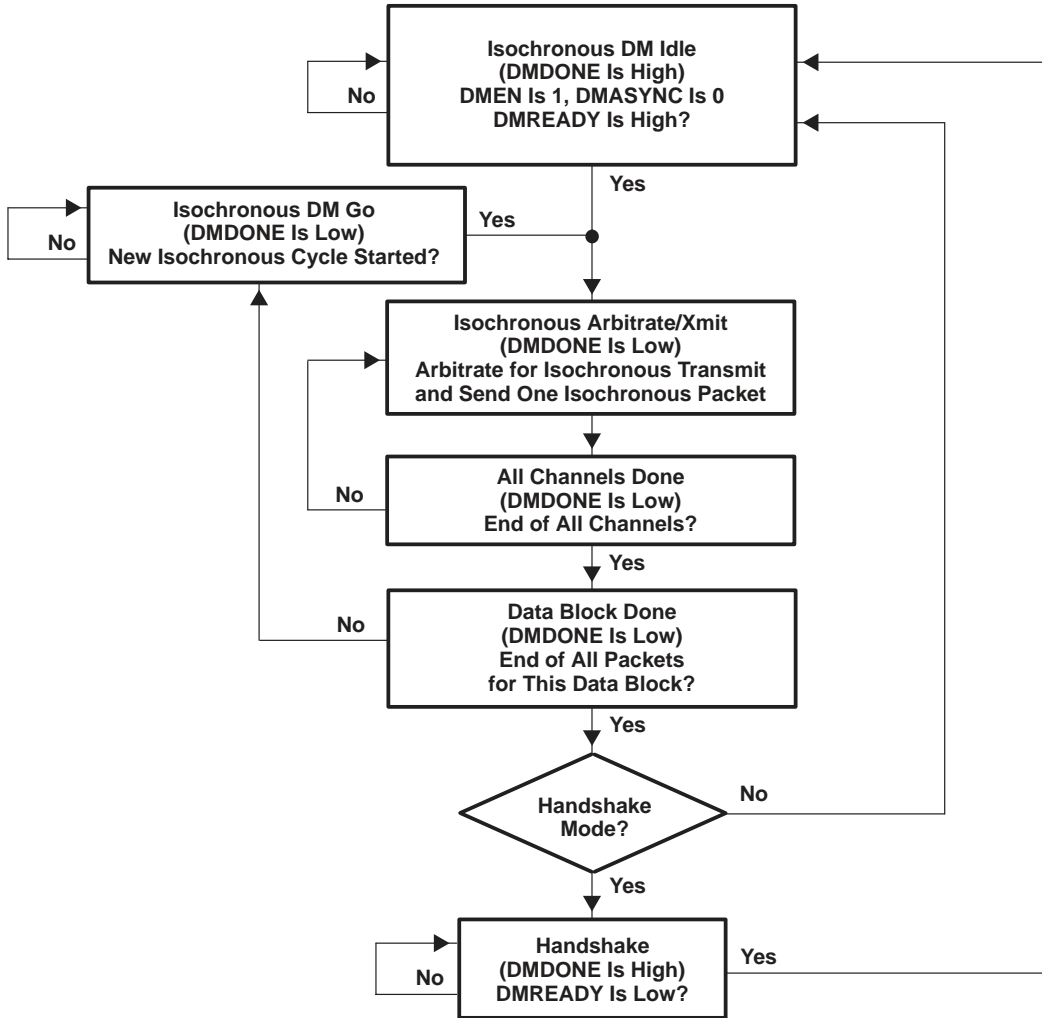 Isochronous DM Idle
(DMDONE Is High)
DMEN Is 1, DMASYNC Is 0
DMREADY Is High?
No
Yes
Isochronous DM Go
(DMDONE Is Low)
New Isochronous Cycle Started?
No
Yes
Isochronous Arbitrate/Xmit
(DMDONE Is Low)
Arbitrate for Isochronous Transmit
and Send One Isochronous Packet
All Channels Done
(DMDONE Is Low)
End of All Channels?
No
Yes
Data Block Done
(DMDONE Is Low)
End of All Packets
for This Data Block?
No
Yes
Handshake
Mode?
No
Yes
Handshake
(DMDONE Is High)
DMREADY Is Low?
No
Yes